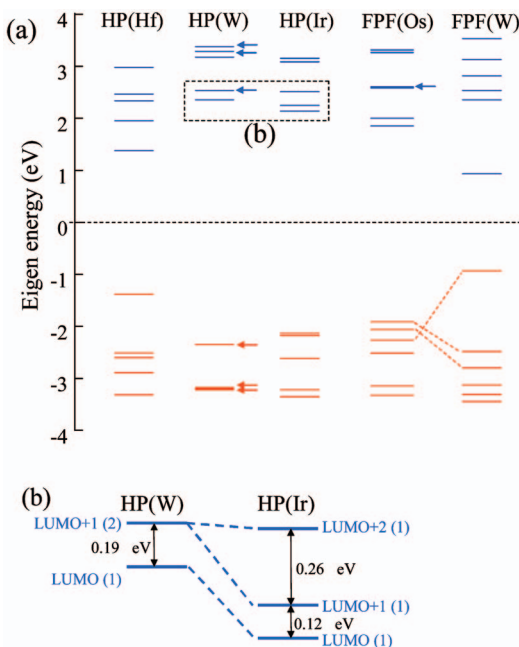 (a)
HP(Hf) HP(W) HP(Ir) FPF(Os) FPF(W)
4
3
2
1
0
-1
-2
-3
-4
Eigen energy (eV)
(b)
(b)
HP(W) HP(Ir)
LUMO+1 (2)
0.19 eV
LUMO (1)
LUMO+2 (1)
0.26 eV
LUMO+1 (1)
0.12 eV
LUMO (1)